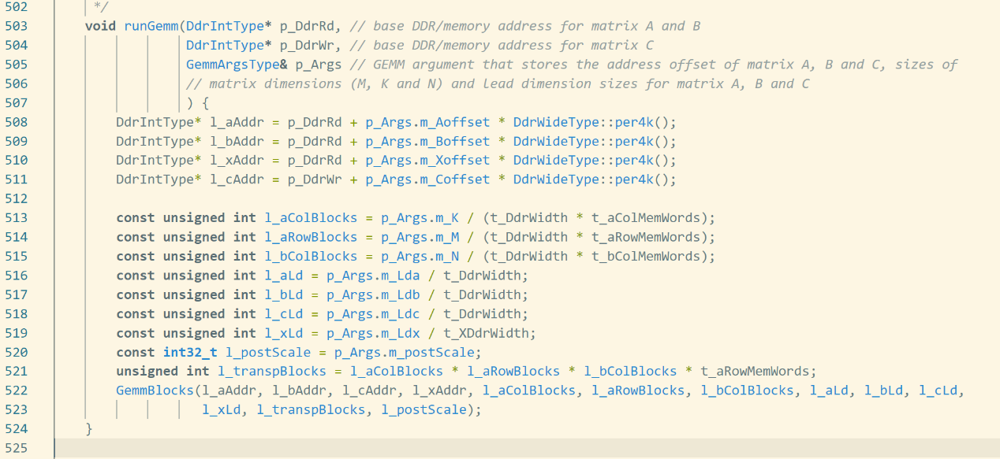 502 */
503 void runGemm(DdrIntType* p_DdrRd, // base DDR/memory address for matrix A and B
504 DdrIntType* p_DdrWr, // base DDR/memory address for matrix C
505 GemmArgsType& p_Args // GEMM argument that stores the address offset of matrix A, B and C, sizes of
506 // matrix dimensions (M, K and N) and lead dimension sizes for matrix A, B and C
507 ) {
508 DdrIntType* l_aAddr = p_DdrRd + p_Args.m_Aoffset * DdrWideType::per4k();
509 DdrIntType* l_bAddr = p_DdrRd + p_Args.m_Boffset * DdrWideType::per4k();
510 DdrIntType* l_xAddr = p_DdrRd + p_Args.m_Xoffset * DdrWideType::per4k();
511 DdrIntType* l_cAddr = p_DdrWr + p_Args.m_Coffset * DdrWideType::per4k();
512
513 const unsigned int l_aColBlocks = p_Args.m_K / (t_DdrWidth * t_aColMemWords);
514 const unsigned int l_aRowBlocks = p_Args.m_M / (t_DdrWidth * t_aRowMemWords);
515 const unsigned int l_bColBlocks = p_Args.m_N / (t_DdrWidth * t_bColMemWords);
516 const unsigned int l_aLd = p_Args.m_Lda / t_DdrWidth;
517 const unsigned int l_bLd = p_Args.m_Ldb / t_DdrWidth;
518 const unsigned int l_cLd = p_Args.m_Ldc / t_DdrWidth;
519 const unsigned int l_xLd = p_Args.m_Ldx / t_XDdrWidth;
520 const int32_t l_postScale = p_Args.m_postScale;
521 unsigned int l_transpBlocks = l_aColBlocks * l_aRowBlocks * l_bColBlocks * t_aRowMemWords;
522 GemmBlocks(l_aAddr, l_bAddr, l_cAddr, l_xAddr, l_aColBlocks, l_aRowBlocks, l_bColBlocks, l_aLd, l_bLd, l_cLd,
523 l_xLd, l_transpBlocks, l_postScale);
524 }
525